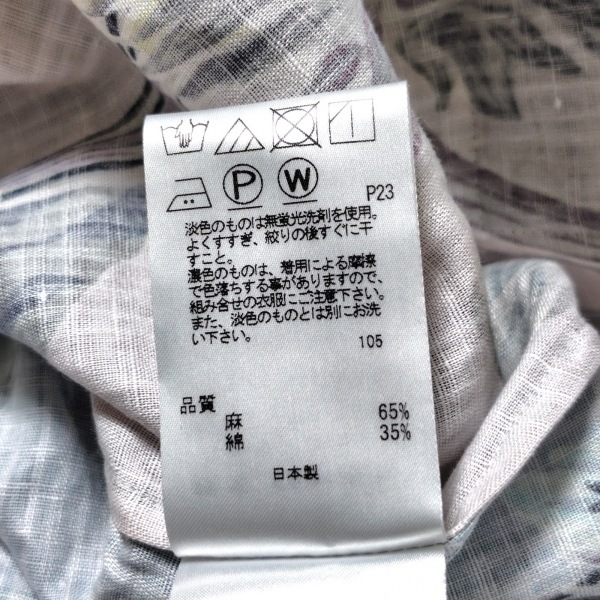 P W
P23
淡色のものは無蛍光洗剤を使用。
よくすすぎ、絞りの後すぐに干
すこと。
濃色のものは、着用による摩擦
で色落ちする事がありますので、
組み合せの衣服にご注意下さい。
また、淡色のものとは別にお洗
い下さい。
105
品質
麻 65%
綿 35%
日本製